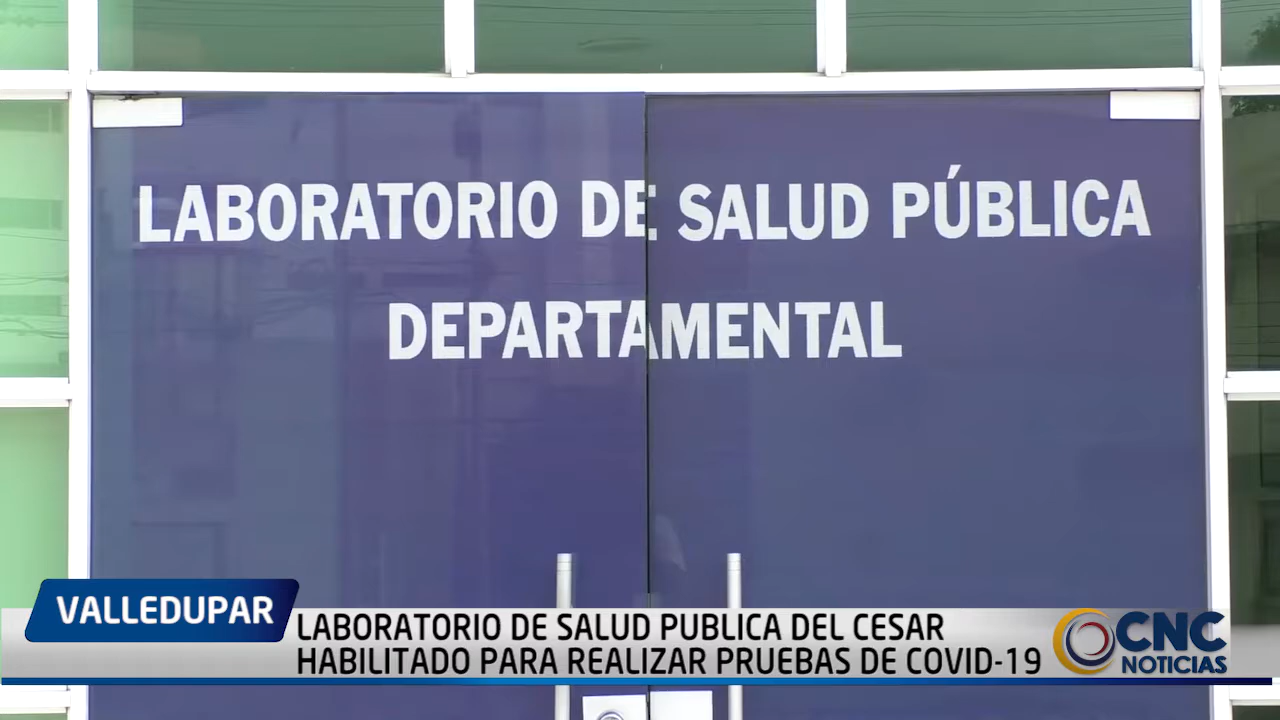 LABORATORIO DE SALUD PÚBLICA
DEPARTAMENTAL
VALLEDUPAR
LABORATORIO DE SALUD PUBLICA DEL CESAR
HABILITADO PARA REALIZAR PRUEBAS DE COVID-19
CNC
NOTICIAS